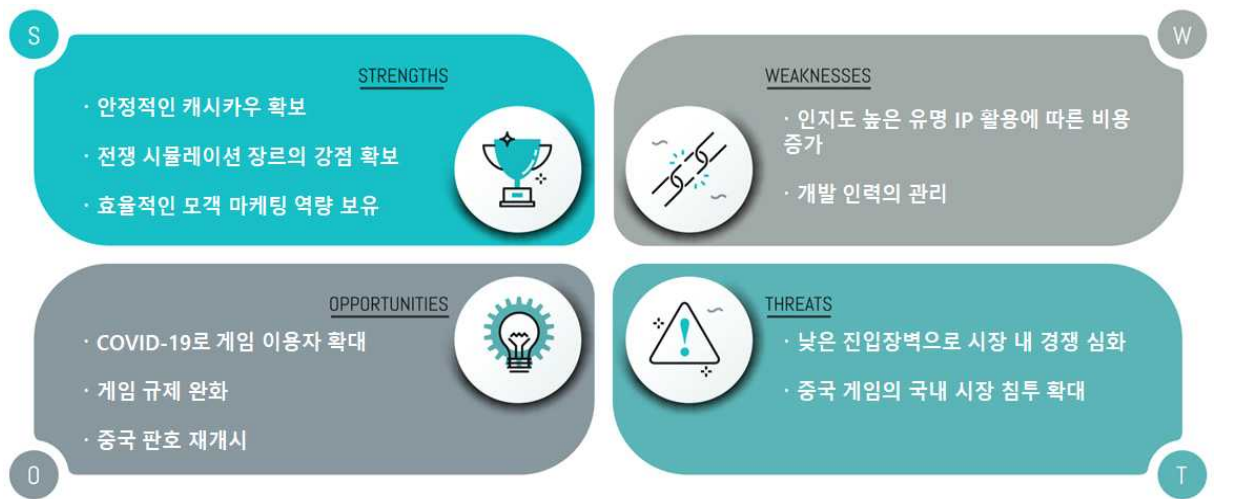 S
STRENGTHS
· 안정적인 캐시카우 확보
· 전쟁 시뮬레이션 장르의 강점 확보
· 효율적인 모객 마케팅 역량 보유
W
WEAKNESSES
· 인지도 높은 유명 IP 활용에 따른 비용
증가
· 개발 인력의 관리
OPPORTUNITIES
· COVID-19로 게임 이용자 확대
· 게임 규제 완화
· 중국 판호 재개시
O
THREATS
· 낮은 진입장벽으로 시장 내 경쟁 심화
· 중국 게임의 국내 시장 침투 확대
T